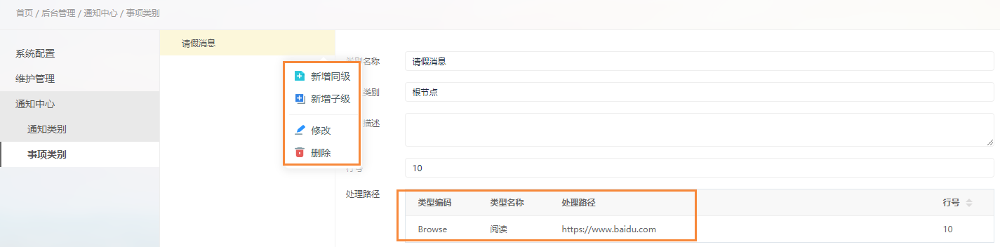 首页 / 后台管理 / 通知中心 / 事项类别
系统配置
维护管理
通知中心
通知类别
事项类别
请假消息
新增同级
新增子级
修改
删除
类别名称
请假消息
类别
根节点
描述
行号
10
处理路径
类型编码 类型名称 处理路径 行号
Browse 阅读 https://www.baidu.com 10